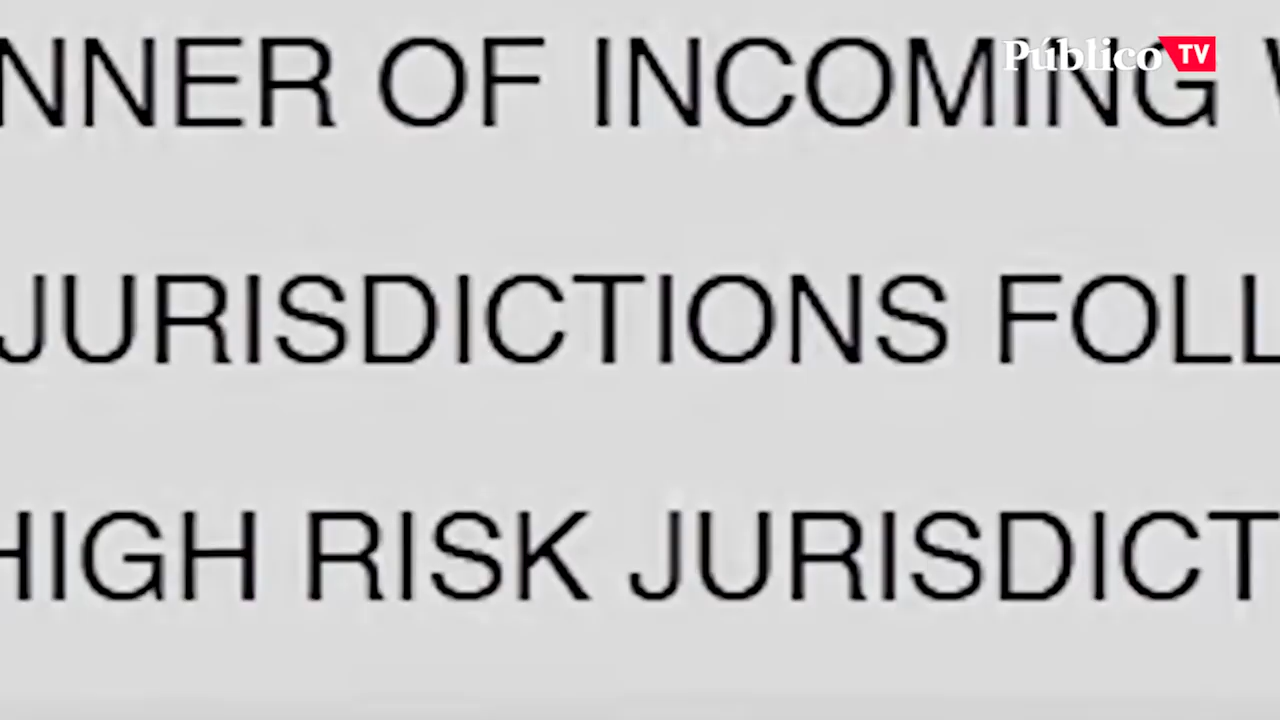 Público TV
NNER OF INCOMING
JURISDICTIONS FOLL
HIGH RISK JURISDICT